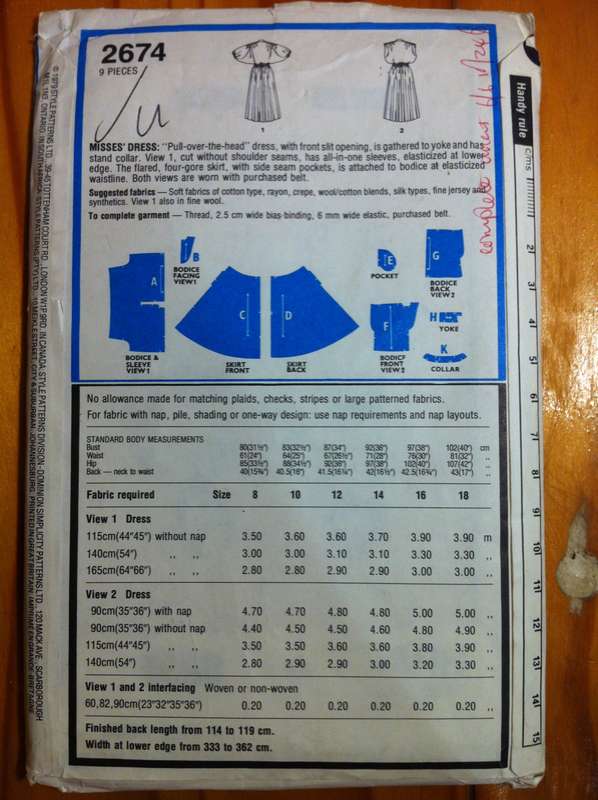 2674
9 PIECES
1
2
MISSES' DRESS: "Pull-over-the-head" dress, with front slit opening, is gathered to yoke and has
stand collar. View 1, cut without shoulder seams, has all-in-one sleeves, elasticized at lower
edge. The flared, four-gore skirt, with side seam pockets, is attached to bodice at elasticized
waistline. Both views are worn with purchased belt.
Suggested fabrics – Soft fabrics of cotton type, rayon, crepe, wool/cotton blends, silk types, fine jersey and
synthetics. View 1 also in fine wool.
To complete garment – Thread, 2.5 cm wide bias-binding, 6 mm wide elastic, purchased belt.
A
BODICE &
SLEEVE
VIEW 1
B
BODICE
FACING
VIEW 1
C
SKIRT
FRONT
D
SKIRT
BACK
E
POCKET
F
BODICE
FRONT
VIEW 2
G
BODICE
BACK
VIEW 2
H
YOKE
K
COLLAR
No allowance made for matching plaids, checks, stripes or large patterned fabrics.
For fabric with nap, pile, shading or one-way design: use nap requirements and nap layouts.
STANDARD BODY MEASUREMENTS
Bust 80(31½") 83(32½") 87(34") 92(36") 97(38") 102(40") cm
Waist 61(24") 64(25") 67(26½") 71(28") 76(30") 81(32") ,,
Hip 85(33½") 88(34½") 92(36") 97(38") 102(40") 107(42") ,,
Back – neck to waist 40(15¾") 40.5(16") 41.5(16¼") 42(16½") 42.5(16¾") 43(17") ,,
Fabric required Size 8 10 12 14 16 18
View 1 Dress
115cm(44"45") without nap 3.50 3.60 3.60 3.70 3.90 3.90 m
140cm(54") ,, ,, 3.00 3.00 3.10 3.10 3.30 3.30 ,,
165cm(64"66") ,, ,, 2.80 2.80 2.90 2.90 3.00 3.00 ,,
View 2 Dress
90cm(35"36") with nap 4.70 4.70 4.80 4.80 5.00 5.00 ,,
90cm(35"36") without nap 4.40 4.50 4.50 4.60 4.80 4.90 ,,
115cm(44"45") ,, ,, 3.50 3.50 3.60 3.60 3.80 3.90 ,,
140cm(54") ,, ,, 2.80 2.90 2.90 3.00 3.20 3.30 ,,
View 1 and 2 interfacing Woven or non-woven
60,82,90cm(23"32"35"36") 0.20 0.20 0.20 0.20 0.20 0.20 ,,
Finished back length from 114 to 119 cm.
Width at lower edge from 333 to 362 cm.
Handy rule
c/ms
2
3
4
5
6
7
8
9
10
11
12
13
14
15
complete